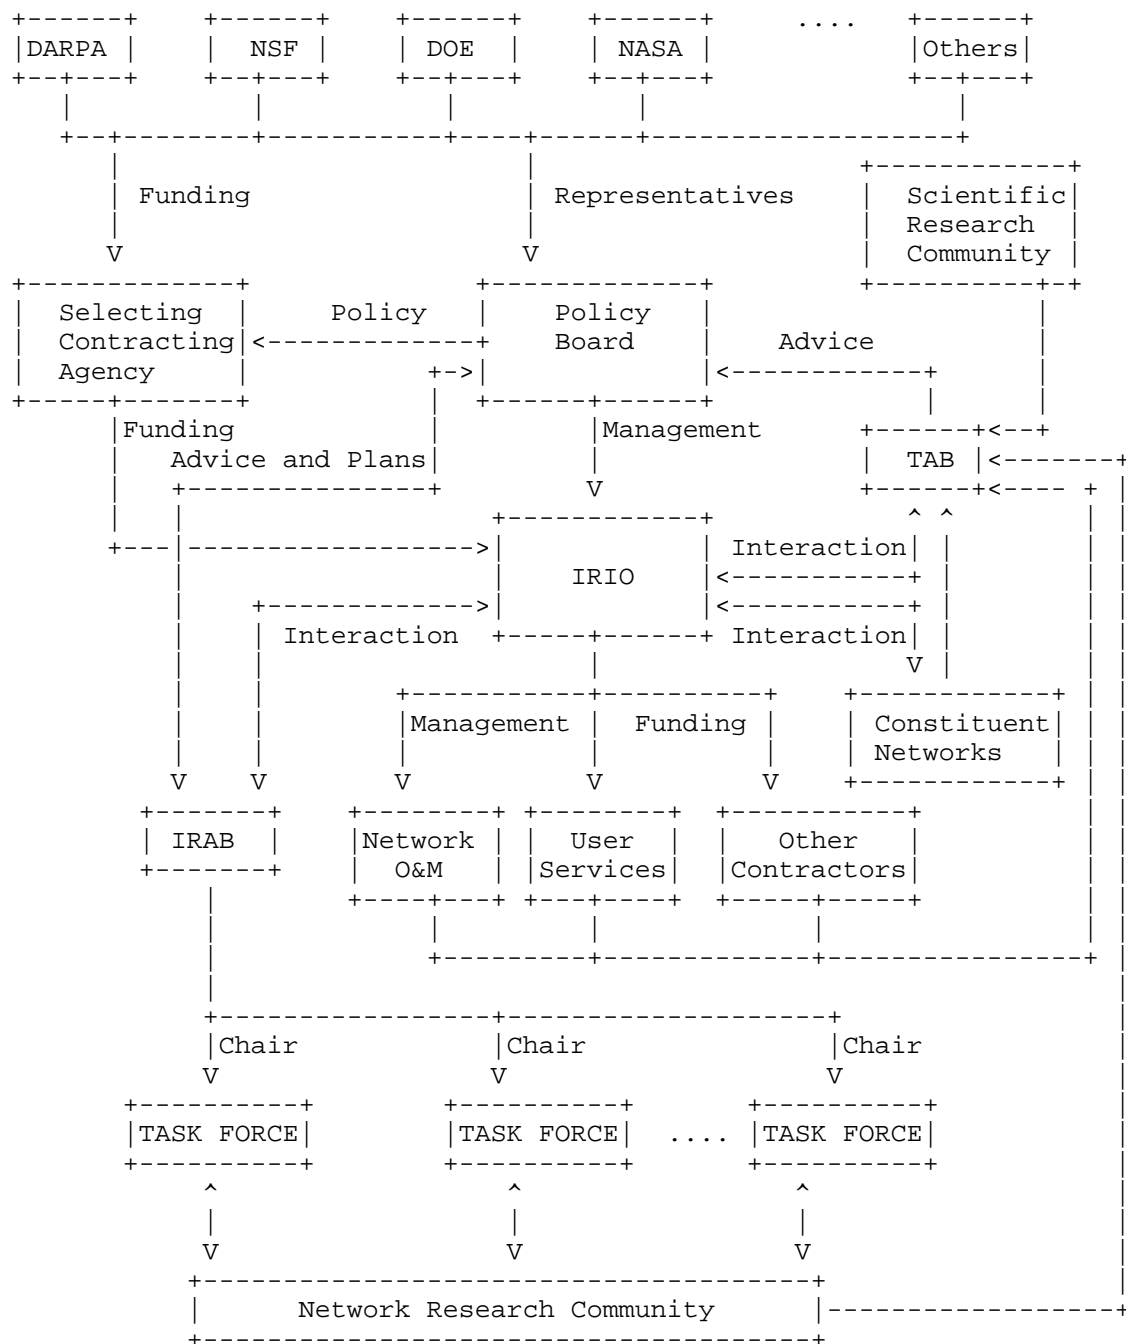 DARPA NSF DOE NASA .... Others
Funding Representatives Scientific
Research
Community
Selecting Policy Policy
Contracting Board Advice
Agency
Funding Management
Advice and Plans TAB
Interaction
IRIO
Interaction Interaction
Management Funding Constituent
Networks
IRAB Network User Other
O&M Services Contractors
Chair Chair Chair
TASK FORCE TASK FORCE .... TASK FORCE
Network Research Community